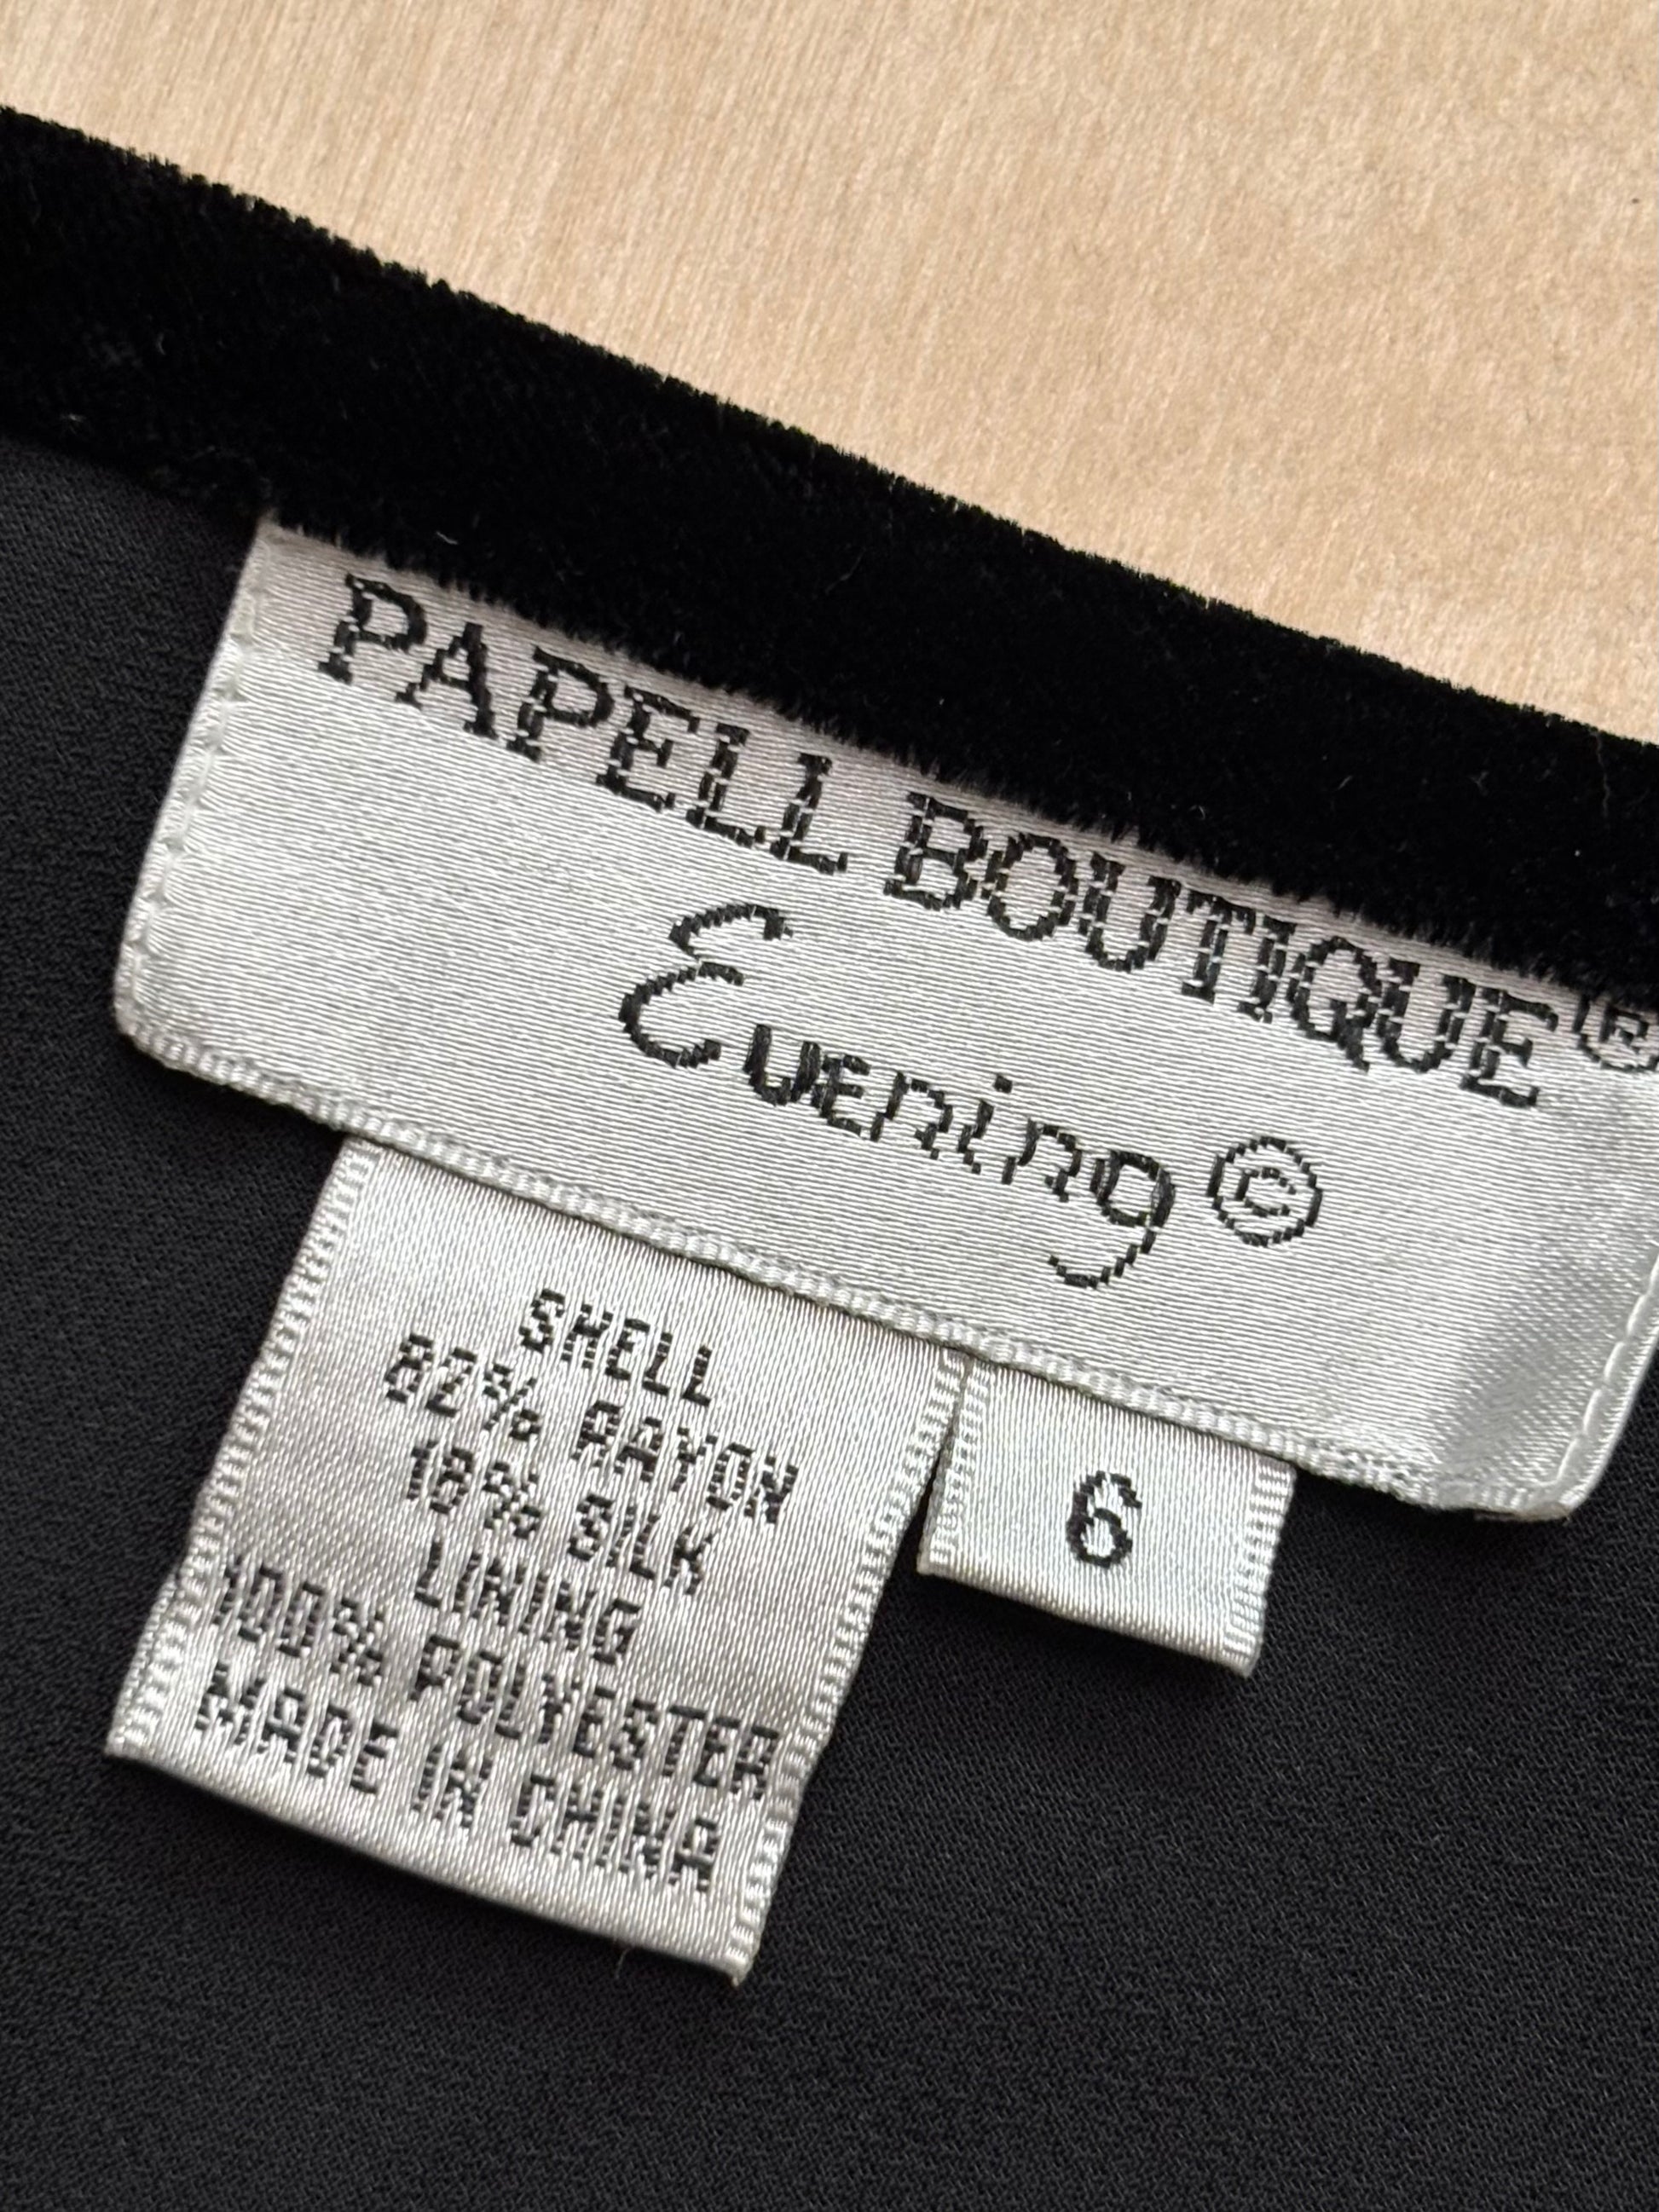 PAPELL BOUTIQUE®
Evening©
SHELL
82% RAYON
18% SILK
LINING
100% POLYESTER
MADE IN CHINA
6